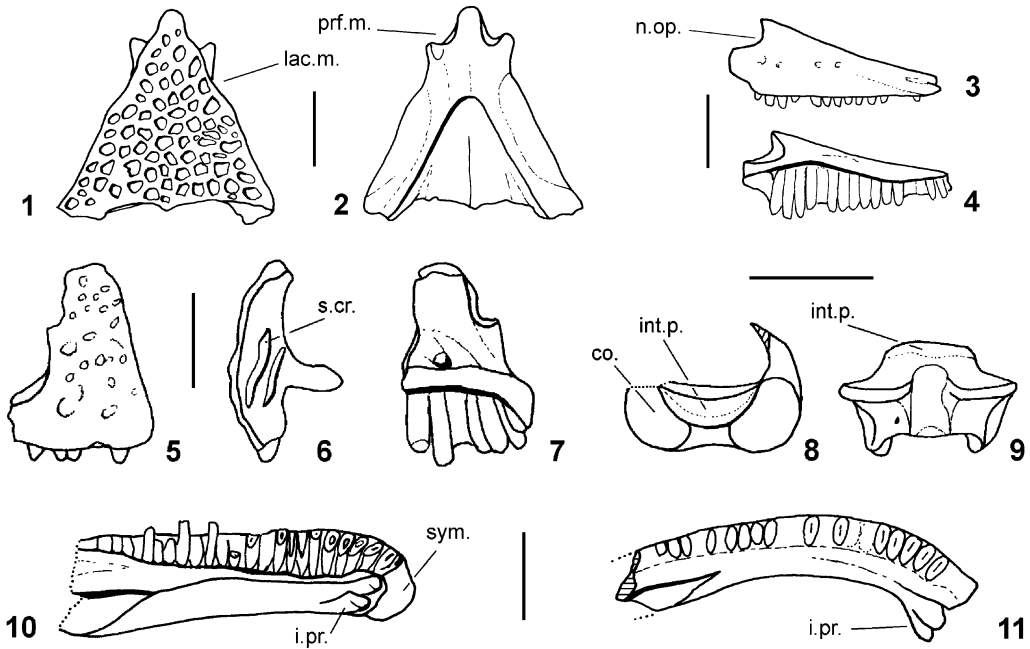 prf.m.
n.op.
lac.m.
3
1
2
4
s.cr.
int.p.
int.p.
co.
5
6
7
8
9
sym.
10
i.pr.
i.pr.
11